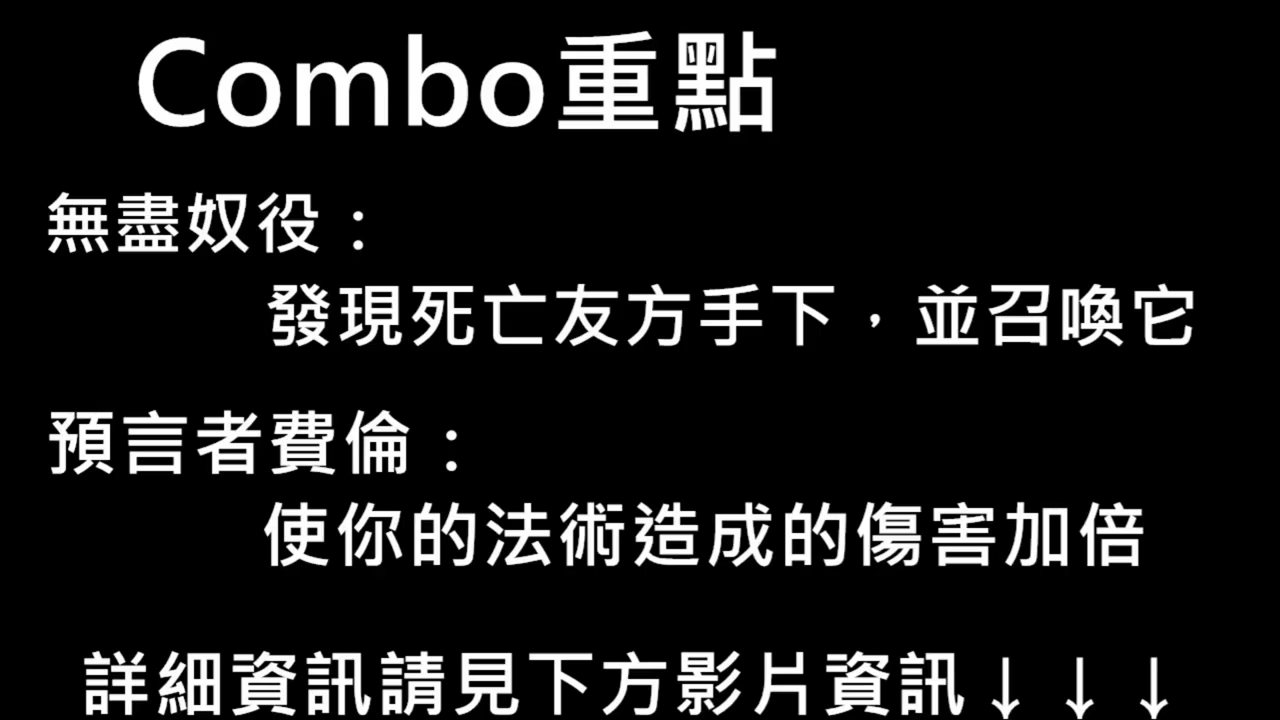 Combo重點
無盡奴役：
發現死亡友方手下，並召喚它
預言者費倫：
使你的法術造成的傷害加倍
詳細資訊請見下方影片資訊↓↓↓